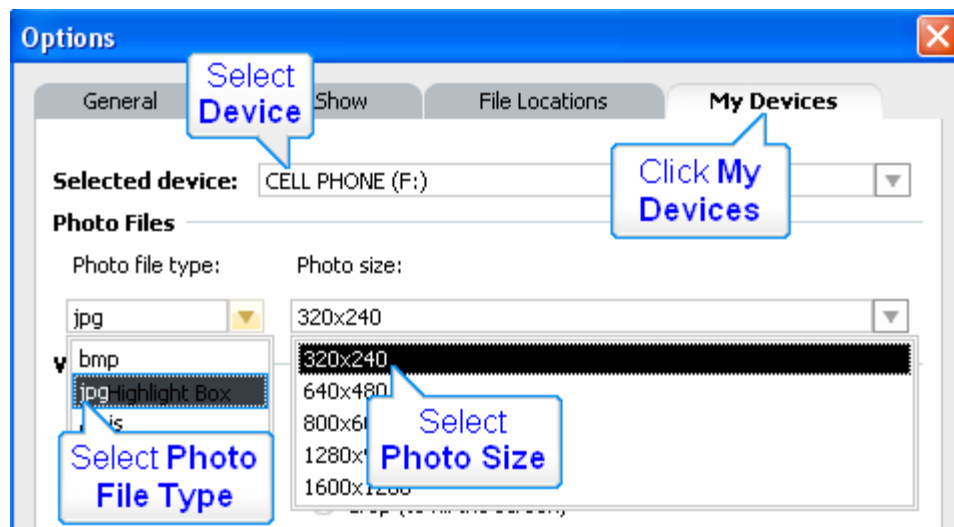 Options
Select
Device
General
Show
File Locations
My Devices
Click My
Devices
Selected device:
CELL PHONE (F:)
Photo Files
Photo file type:
Photo size:
jpg
320x240
bmp
320x240
jpg
Highlight Box
640x480
Select
Photo Size
Select Photo
File Type